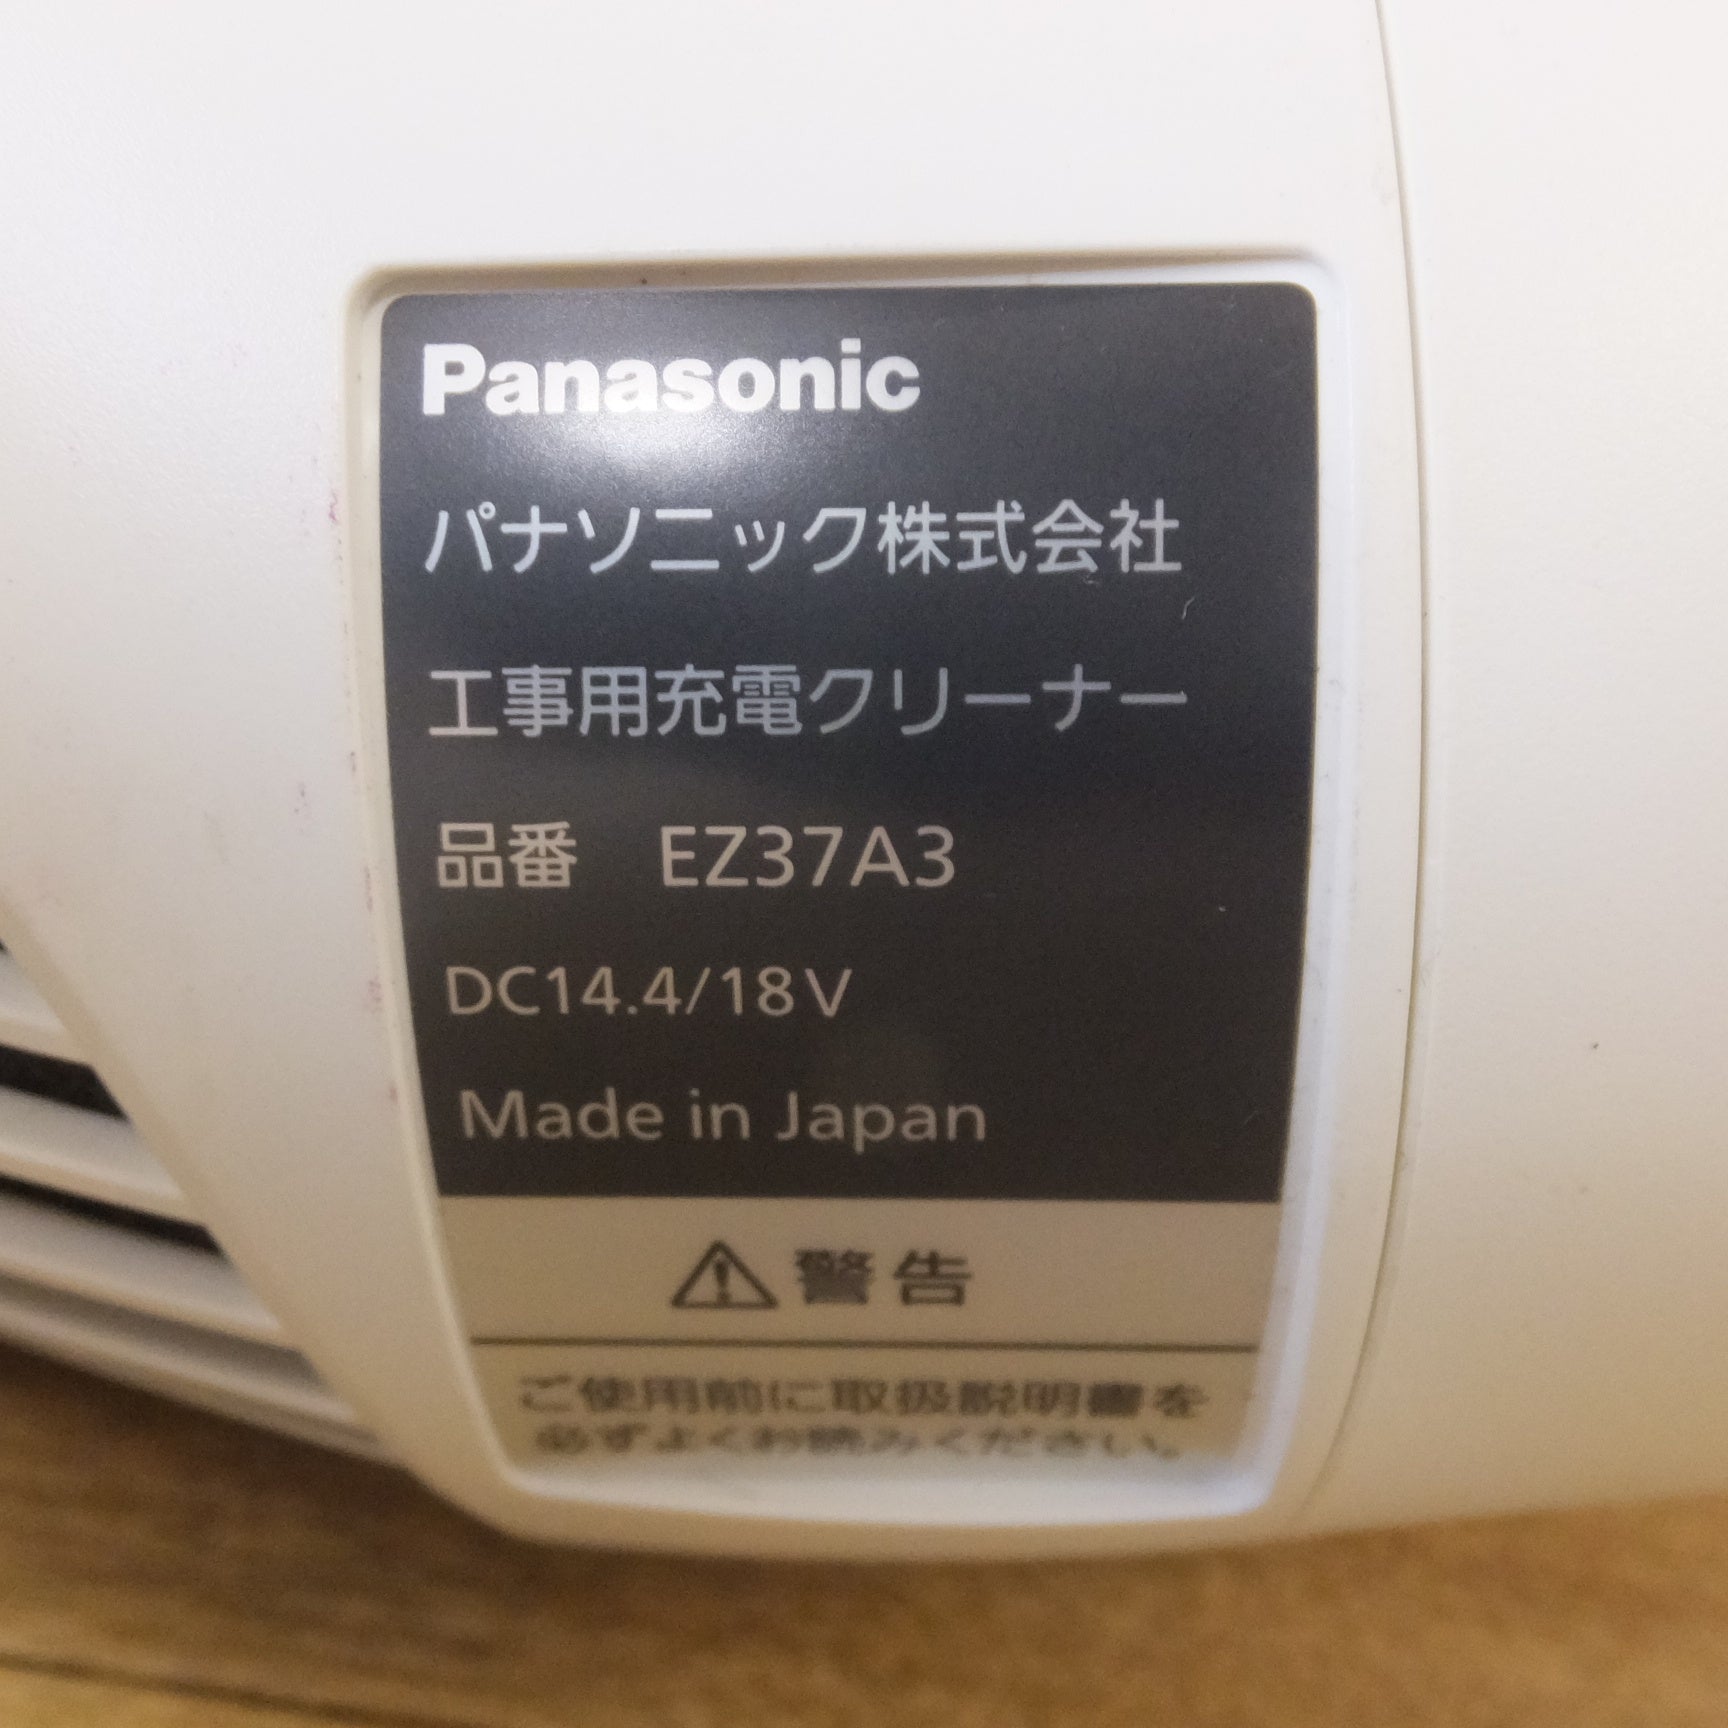 Panasonic
パナソニック株式会社
工事用充電クリーナー
品番　EZ37A3
DC14.4/18V
Made in Japan
⚠警告
ご使用前に取扱説明書を
必ずよくお読みください。